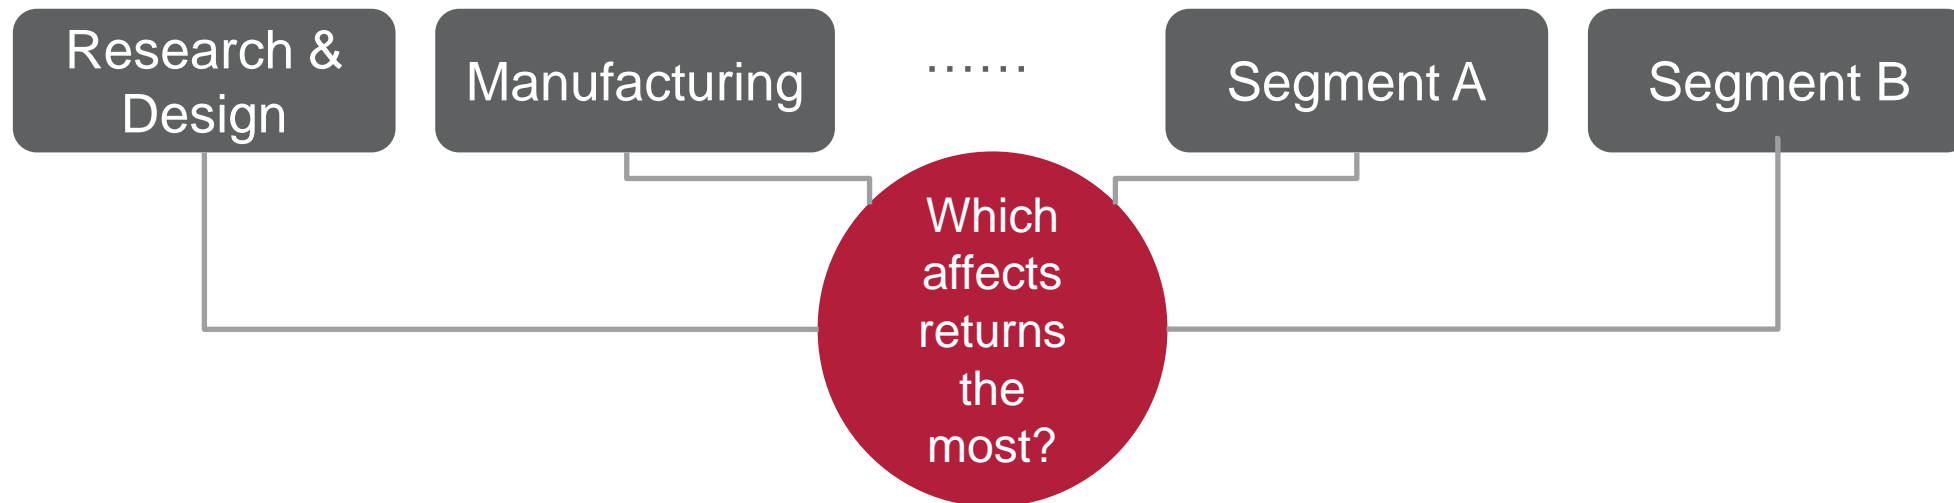 Research &
Design
Manufacturing
......
Segment A
Segment B
Which
affects
returns
the
most?